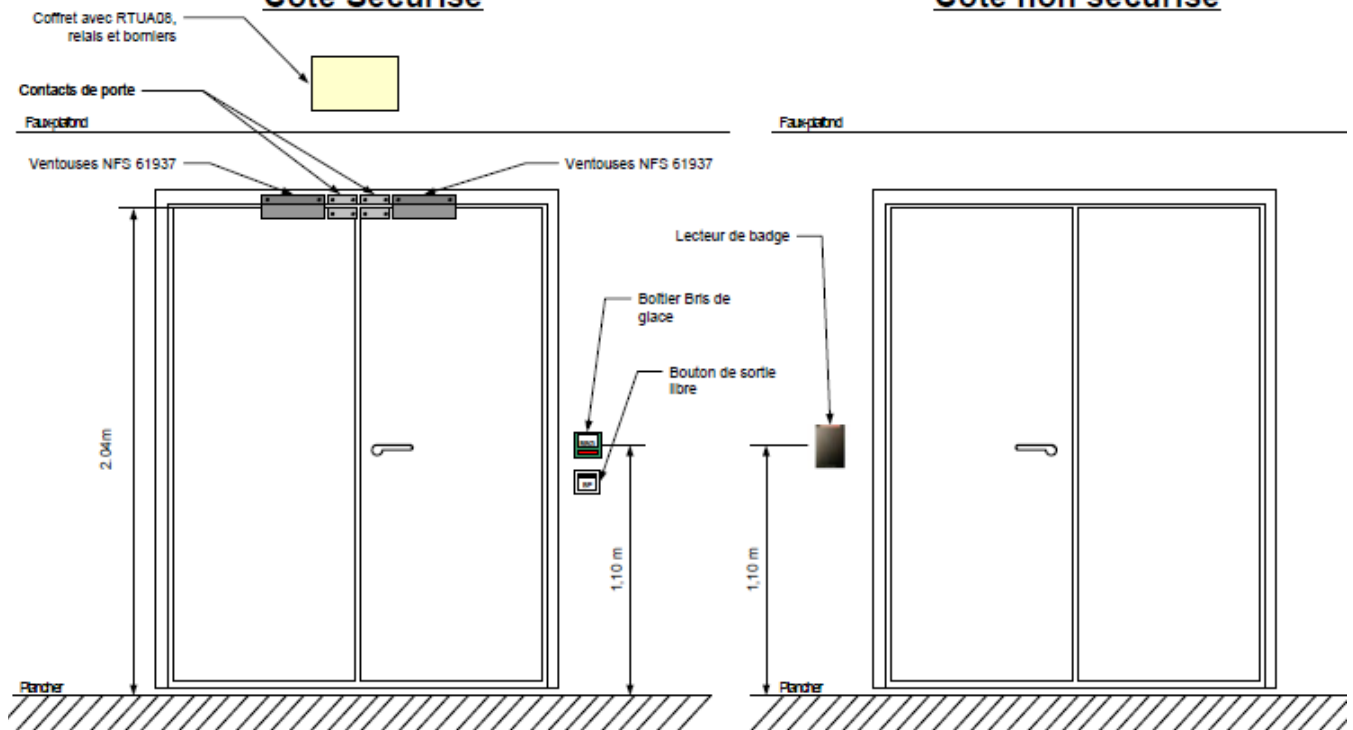 Côté Sécurisé
Côté non sécurisé
Coffret avec RTUA08,
relais et borniers
Contacts de porte
Faux-plafond
Faux-plafond
Ventouses NFS 61937
Ventouses NFS 61937
Lecteur de badge
Boîtier Bris de
glace
Bouton de sortie
libre
2.04m
BP
1,10 m
1,10 m
Plancher
Plancher